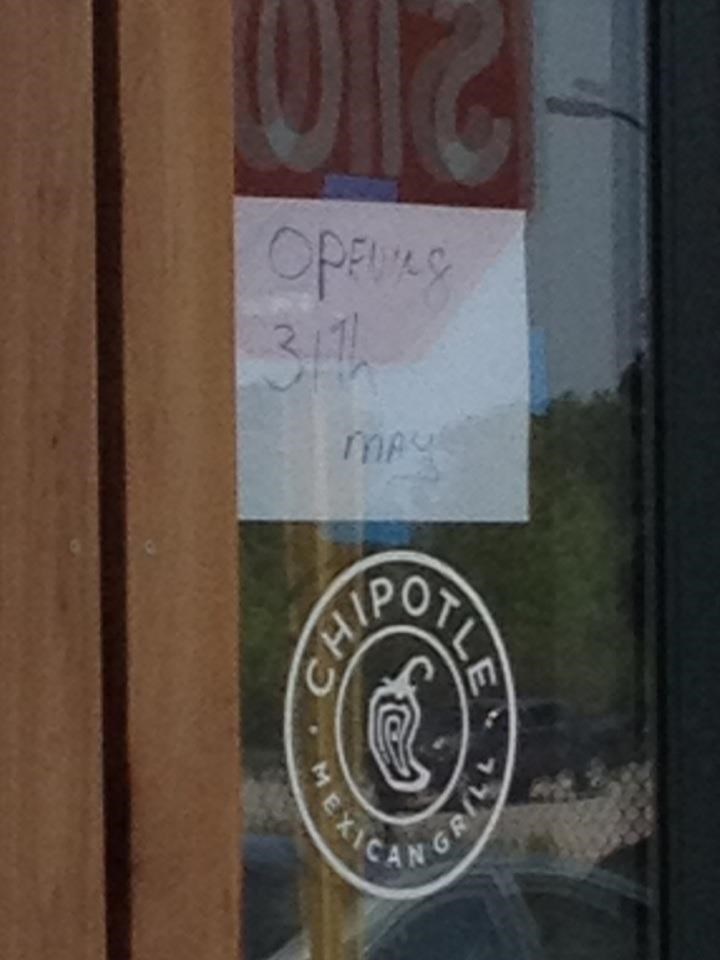 OPENING
31Th
MAY
CHIPOTLE
MEXICAN GRILL